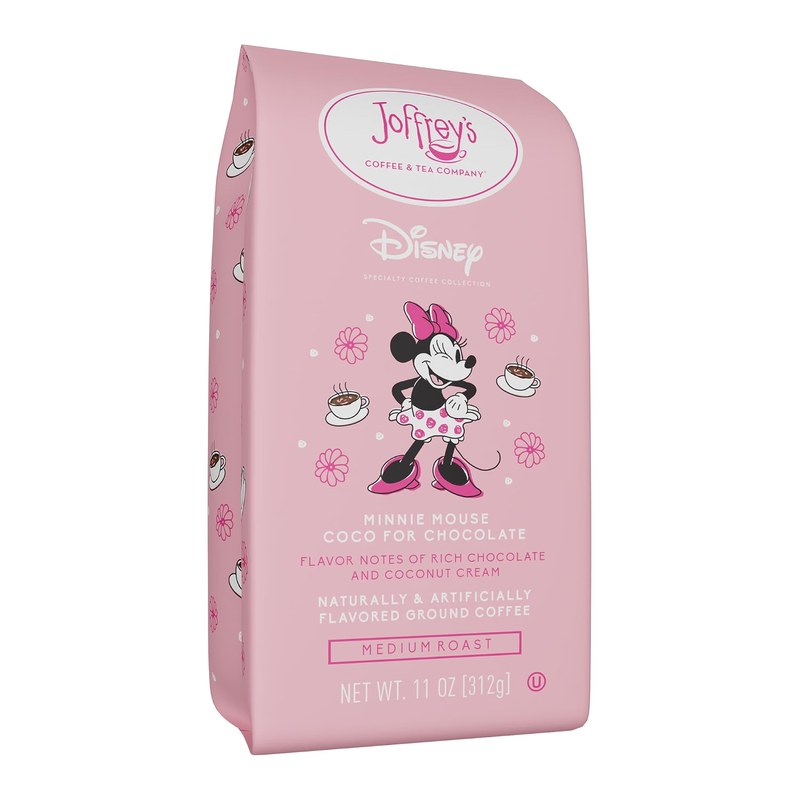 Joffrey's
COFFEE & TEA COMPANY®
Disney
SPECIALTY COFFEE COLLECTION
MINNIE MOUSE
COCO FOR CHOCOLATE
FLAVOR NOTES OF RICH CHOCOLATE
AND COCONUT CREAM
NATURALLY & ARTIFICIALLY
FLAVORED GROUND COFFEE
MEDIUM ROAST
NET WT. 11 OZ [312g] U